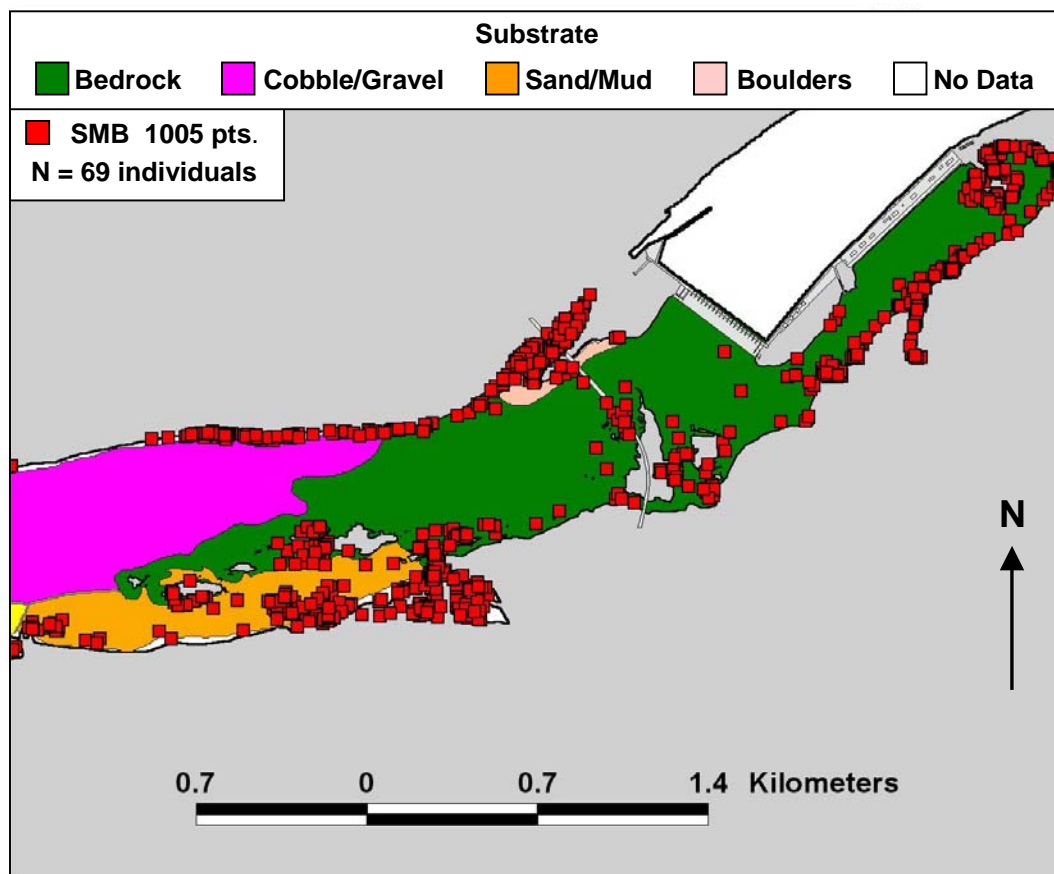 Substrate
Bedrock Cobble/Gravel Sand/Mud Boulders No Data
SMB 1005 pts.
N = 69 individuals
N
0.7 0 0.7 1.4 Kilometers